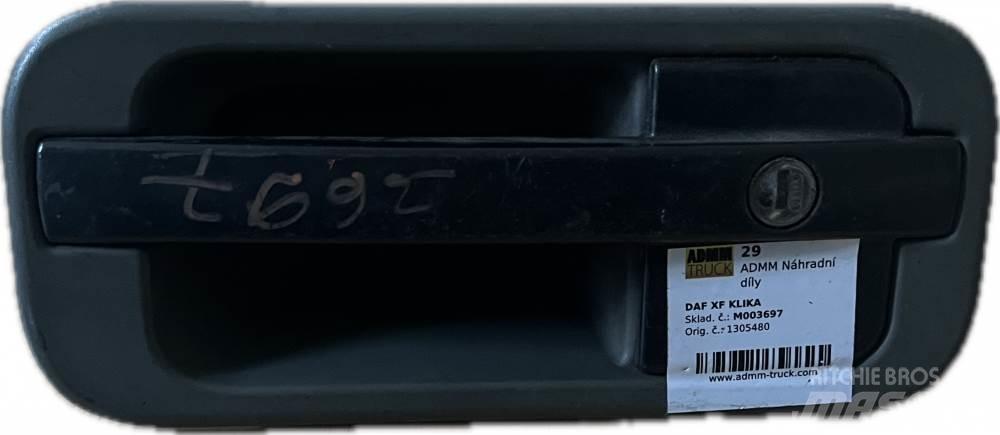 ADMM
TRUCK
29
ADMM Náhradní
díly
DAF XF KLIKA
Sklad. č.: M003697
Orig. č.: 1305480
www.admm-truck.com
RITCHIE BROS